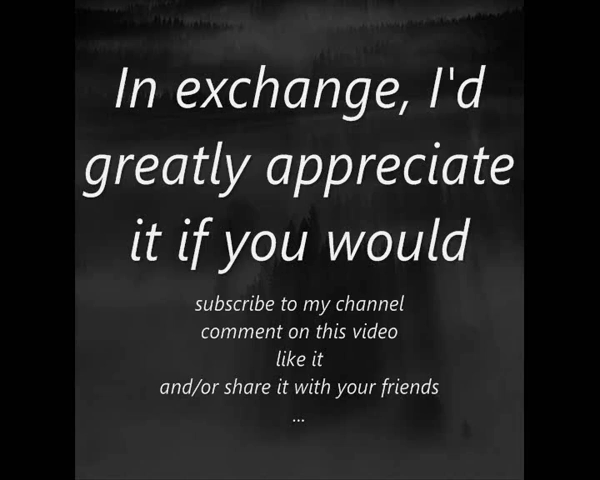 In exchange, I'd
greatly appreciate
it if you would
subscribe to my channel
comment on this video
like it
and/or share it with your friends
...